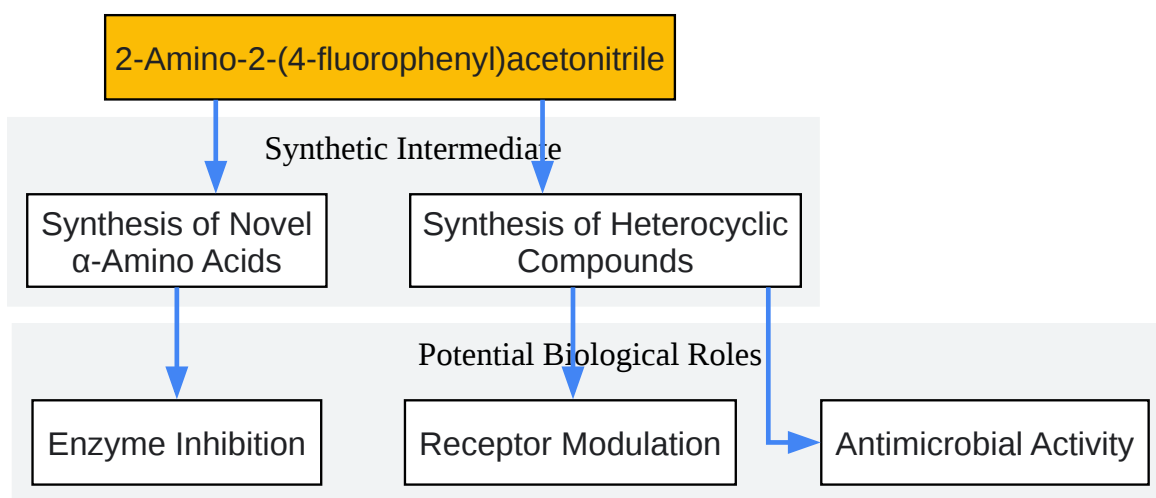 2-Amino-2-(4-fluorophenyl)acetonitrile
Synthetic Intermediate
Synthesis of Novel
α-Amino Acids
Synthesis of Heterocyclic
Compounds
Potential Biological Roles
Enzyme Inhibition
Receptor Modulation
Antimicrobial Activity